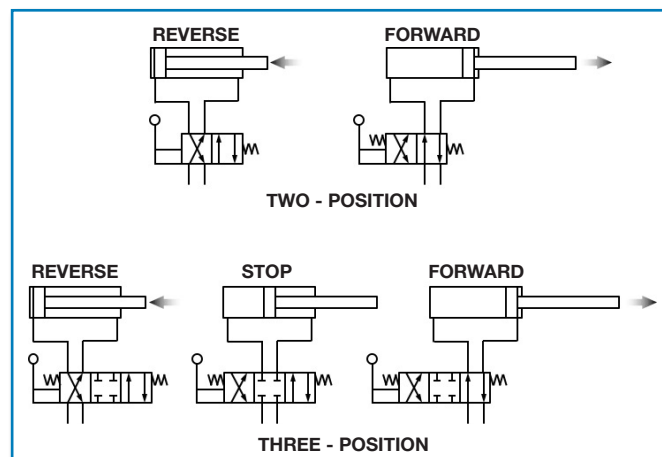 REVERSE
FORWARD
TWO - POSITION
REVERSE
STOP
FORWARD
THREE - POSITION